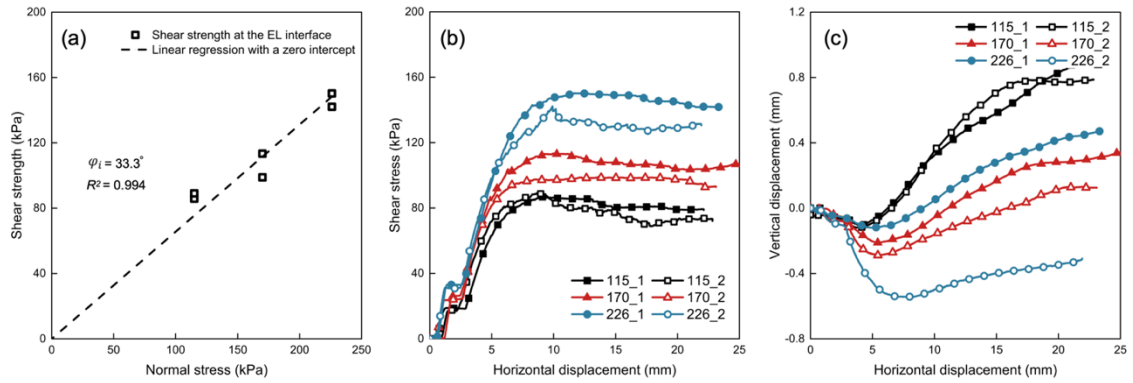 (a)
Shear strength at the EL interface
Linear regression with a zero intercept
φi = 33.3°
R² = 0.994
Shear strength (kPa)
200
160
120
80
40
0
0 50 100 150 200 250
Normal stress (kPa)
(b)
Shear stress (kPa)
200
160
120
80
40
0
115_1 115_2
170_1 170_2
226_1 226_2
0 5 10 15 20 25
Horizontal displacement (mm)
(c)
115_1 115_2
170_1 170_2
226_1 226_2
Vertical displacement (mm)
1.2
0.8
0.4
0.0
-0.4
-0.8
0 5 10 15 20 25
Horizontal displacement (mm)